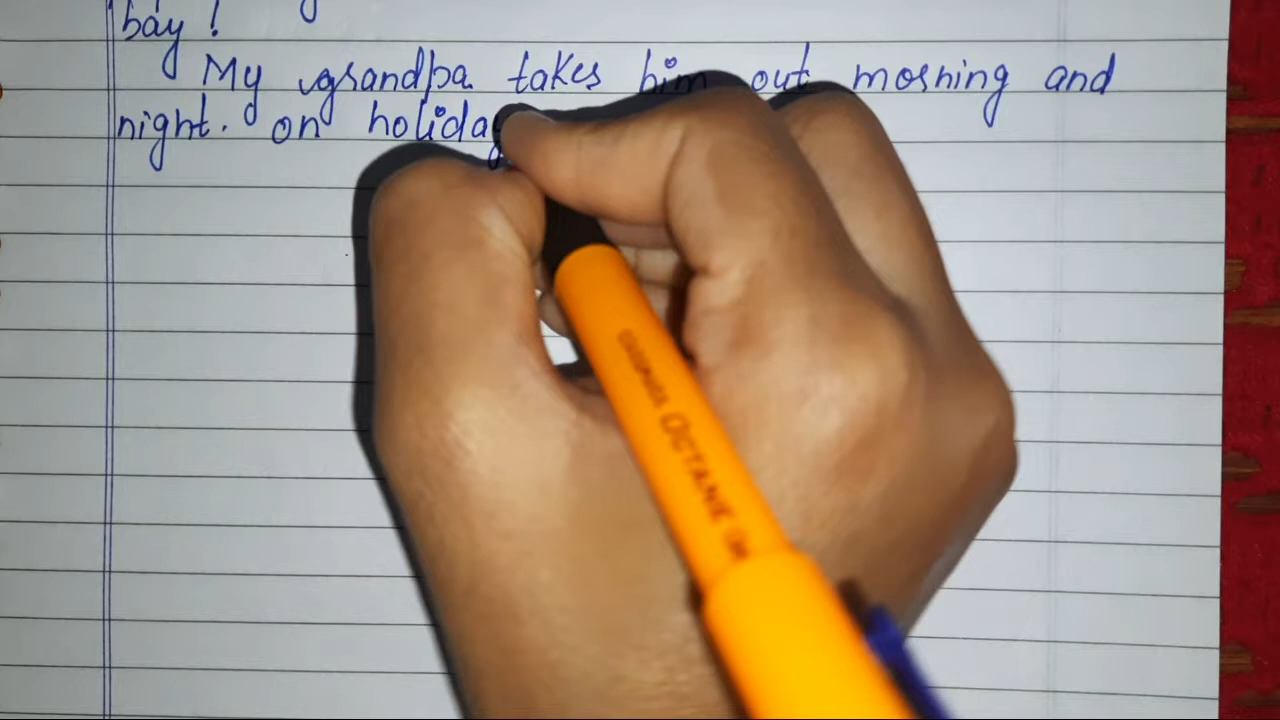 bay !
My grandpa takes him out morning and
night. on holiday
OCTANE